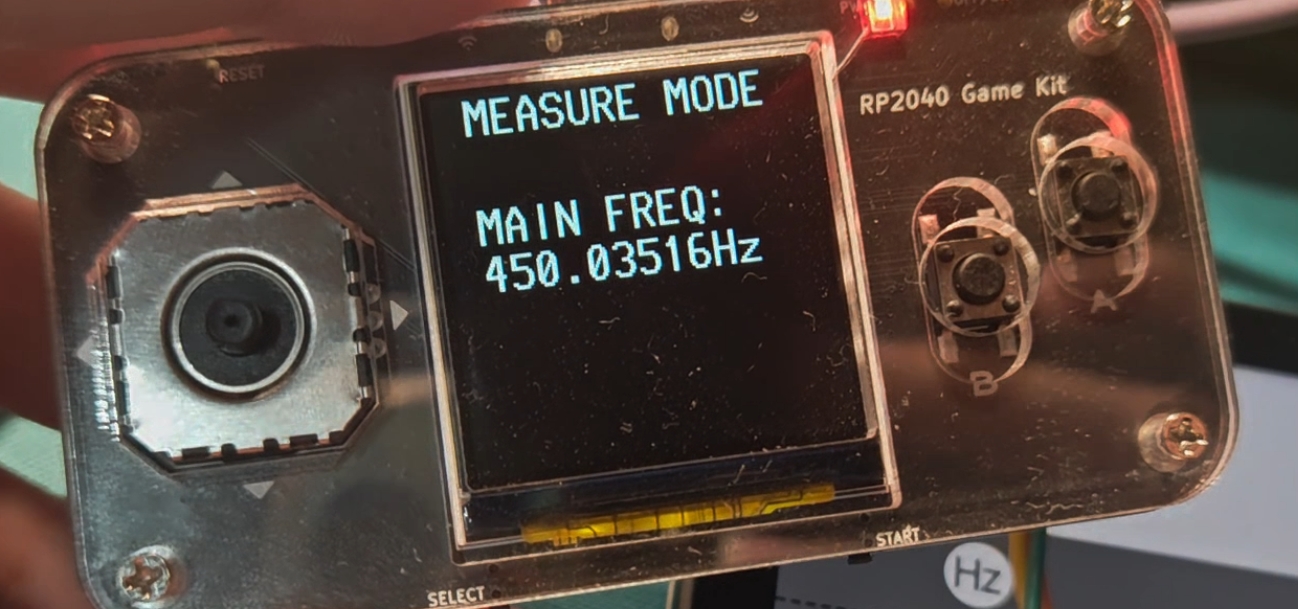 RESET
MEASURE MODE
RP2040 Game Kit
MAIN FREQ:
450.03516Hz
A
B
START
SELECT
Hz